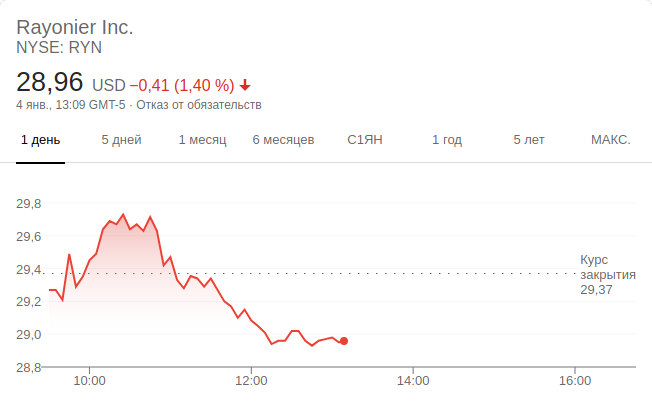 Rayonier Inc.
NYSE: RYN
28,96 USD −0,41 (1,40 %)
4 янв., 13:09 GMT-5 · Отказ от обязательств
1 день 5 дней 1 месяц 6 месяцев С1ЯН 1 год 5 лет МАКС.
29,8
29,6
29,4
29,2
29,0
28,8
Курс
закрытия
29,37
10:00 12:00 14:00 16:00